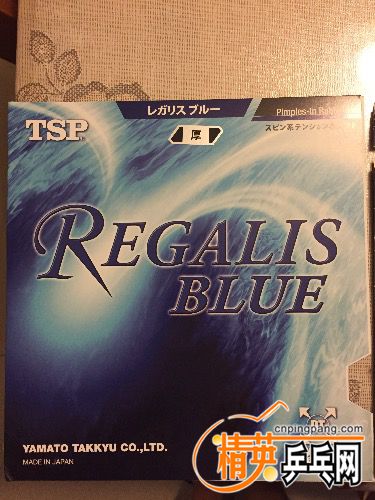 レガリス ブルー
Pimples-In
TSP
厚
スピン系テンション
REGALIS
BLUE
YAMATO TAKKYU CO.,LTD.
MADE IN JAPAN
cnpingpang.com
精英乒乓网